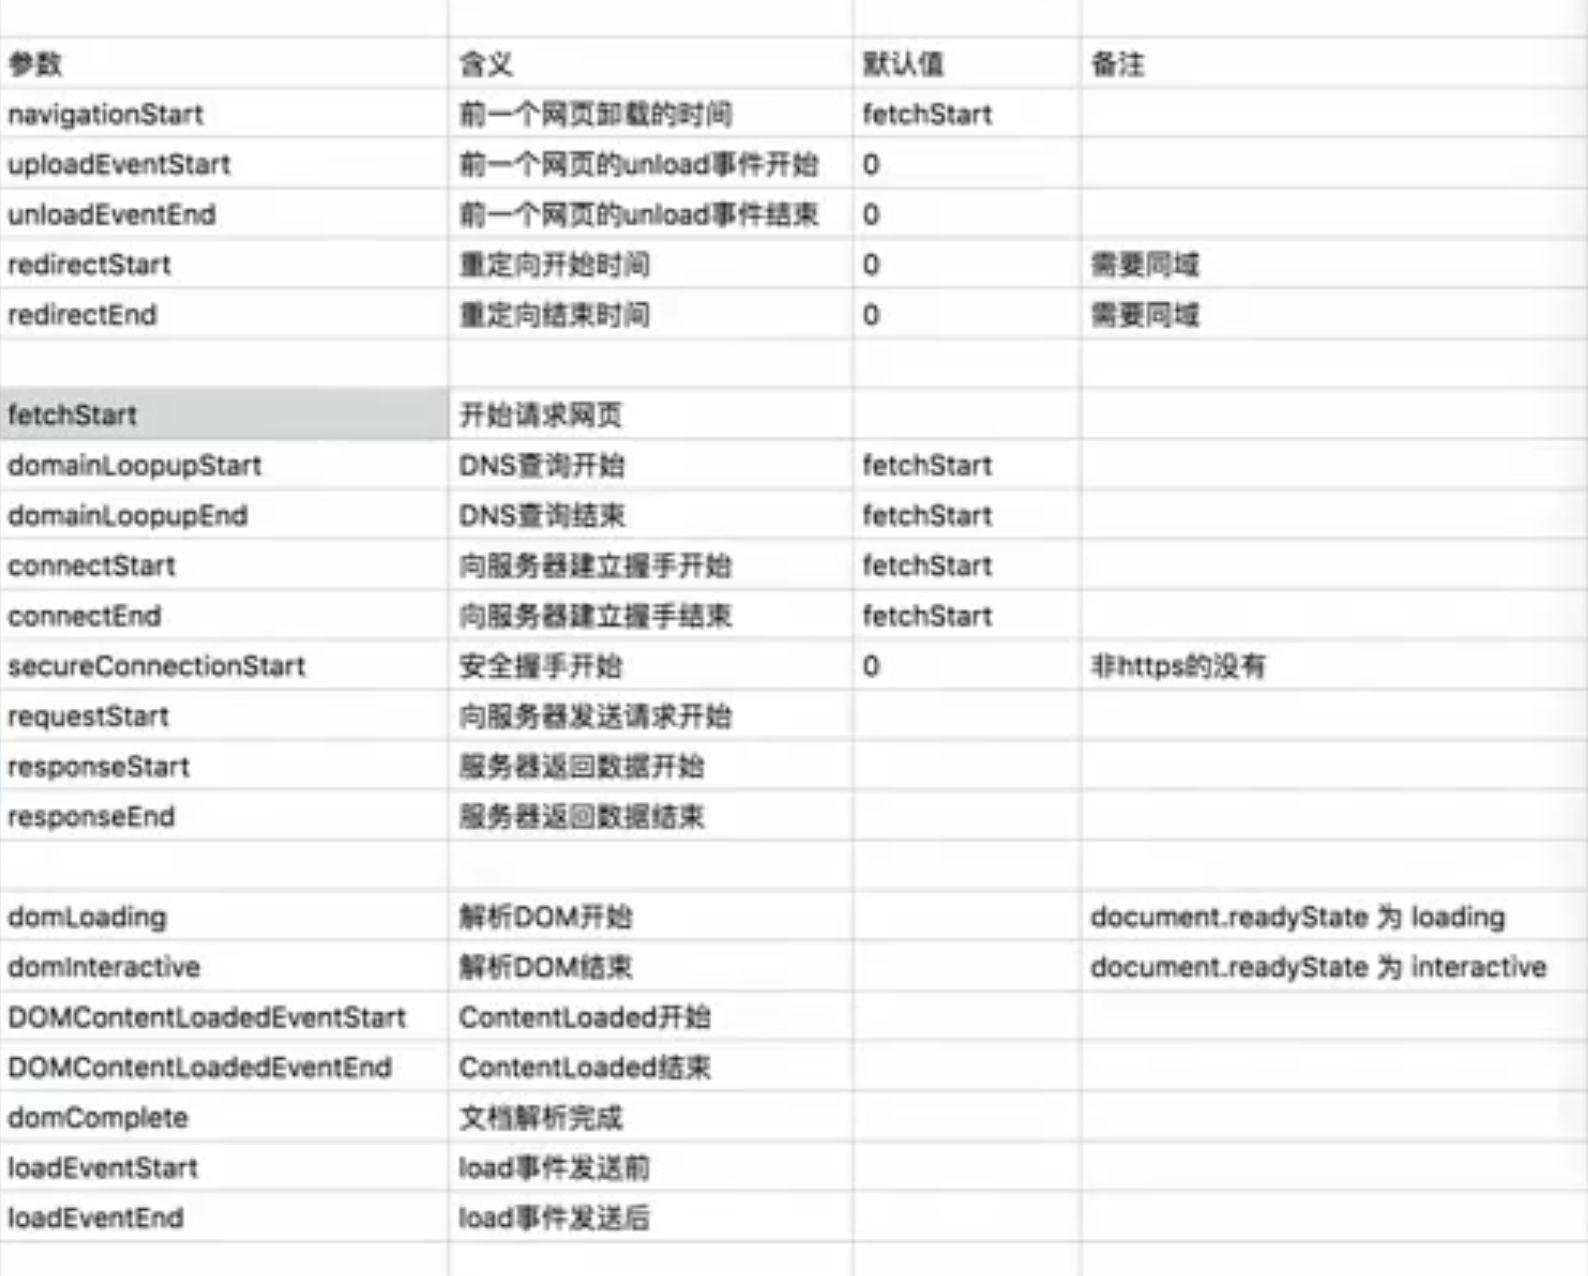 参数 含义 默认值 备注
navigationStart 前一个网页卸载的时间 fetchStart
uploadEventStart 前一个网页的unload事件开始 0
unloadEventEnd 前一个网页的unload事件结束 0
redirectStart 重定向开始时间 0 需要同域
redirectEnd 重定向结束时间 0 需要同域
fetchStart 开始请求网页
domainLoopupStart DNS查询开始 fetchStart
domainLoopupEnd DNS查询结束 fetchStart
connectStart 向服务器建立握手开始 fetchStart
connectEnd 向服务器建立握手结束 fetchStart
secureConnectionStart 安全握手开始 0 非https的没有
requestStart 向服务器发送请求开始
responseStart 服务器返回数据开始
responseEnd 服务器返回数据结束
domLoading 解析DOM开始 document.readyState 为 loading
domInteractive 解析DOM结束 document.readyState 为 interactive
DOMContentLoadedEventStart ContentLoaded开始
DOMContentLoadedEventEnd ContentLoaded结束
domComplete 文档解析完成
loadEventStart load事件发送前
loadEventEnd load事件发送后